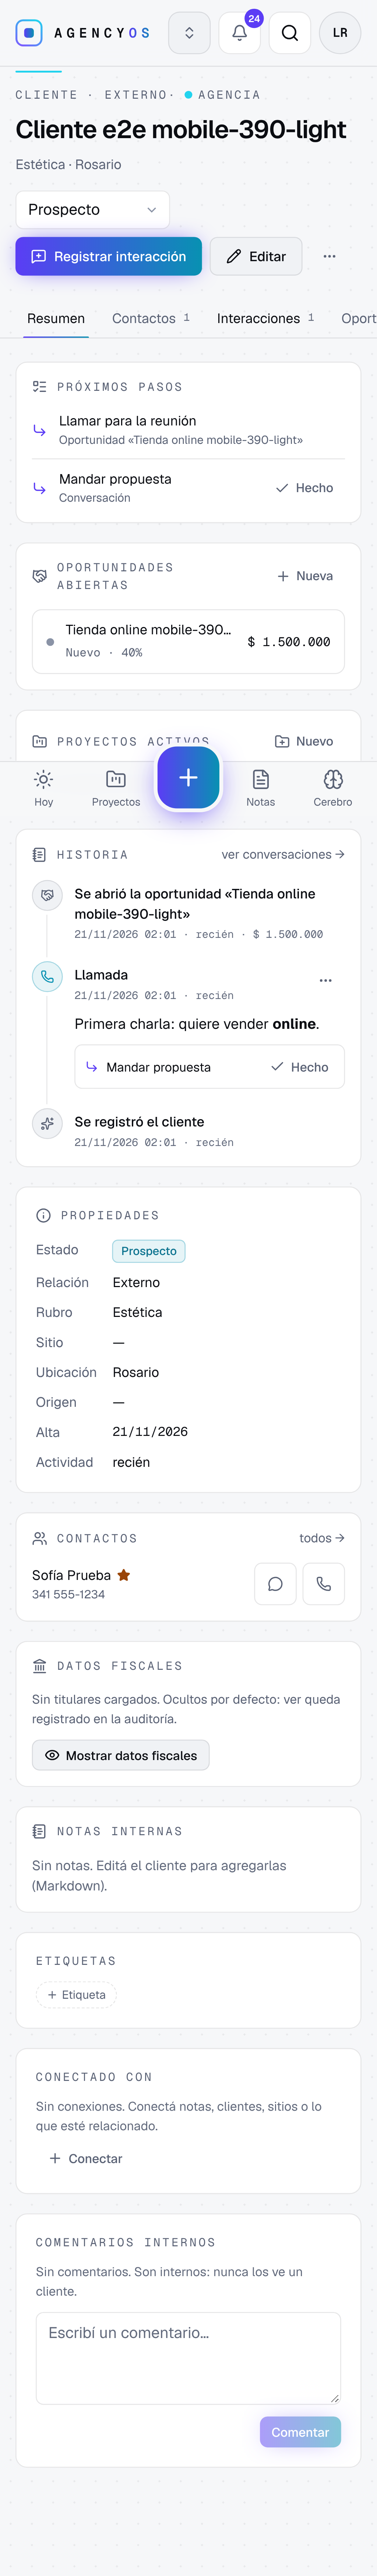 AGENCYOS
24
LR
CLIENTE · EXTERNO · AGENCIA
Cliente e2e mobile-390-light
Estética · Rosario
Prospecto
Registrar interacción
Editar
Resumen
Contactos 1
Interacciones 1
Oport
PRÓXIMOS PASOS
Llamar para la reunión
Oportunidad «Tienda online mobile-390-light»
Mandar propuesta
Conversación
Hecho
OPORTUNIDADES
ABIERTAS
Nueva
Tienda online mobile-390...
Nuevo · 40%
$ 1.500.000
PROYECTOS ACTIVOS
Nuevo
Hoy
Proyectos
Notas
Cerebro
HISTORIA
ver conversaciones →
Se abrió la oportunidad «Tienda online
mobile-390-light»
21/11/2026 02:01 · recién · $ 1.500.000
Llamada
21/11/2026 02:01 · recién
Primera charla: quiere vender online.
Mandar propuesta
Hecho
Se registró el cliente
21/11/2026 02:01 · recién
PROPIEDADES
Estado Prospecto
Relación Externo
Rubro Estética
Sitio —
Ubicación Rosario
Origen —
Alta 21/11/2026
Actividad recién
CONTACTOS
todos →
Sofía Prueba
341 555-1234
DATOS FISCALES
Sin titulares cargados. Ocultos por defecto: ver queda
registrado en la auditoría.
Mostrar datos fiscales
NOTAS INTERNAS
Sin notas. Editá el cliente para agregarlas
(Markdown).
ETIQUETAS
+ Etiqueta
CONECTADO CON
Sin conexiones. Conectá notas, clientes, sitios o lo
que esté relacionado.
+ Conectar
COMENTARIOS INTERNOS
Sin comentarios. Son internos: nunca los ve un
cliente.
Escribí un comentario...
Comentar